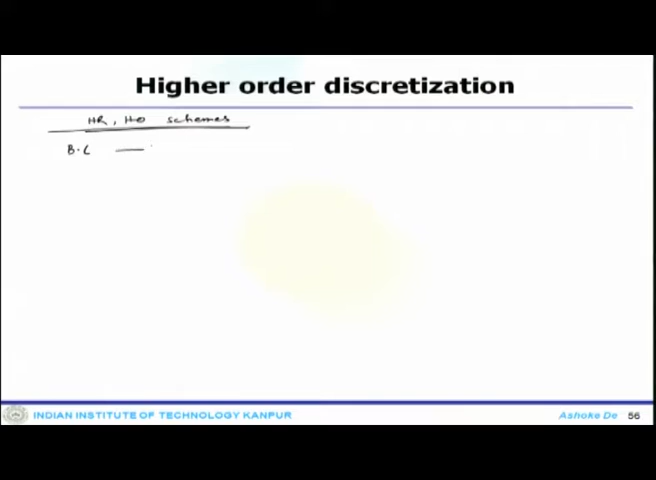 Higher order discretization
HR, HO schemes
B.C —
INDIAN INSTITUTE OF TECHNOLOGY KANPUR
Ashoke De 56